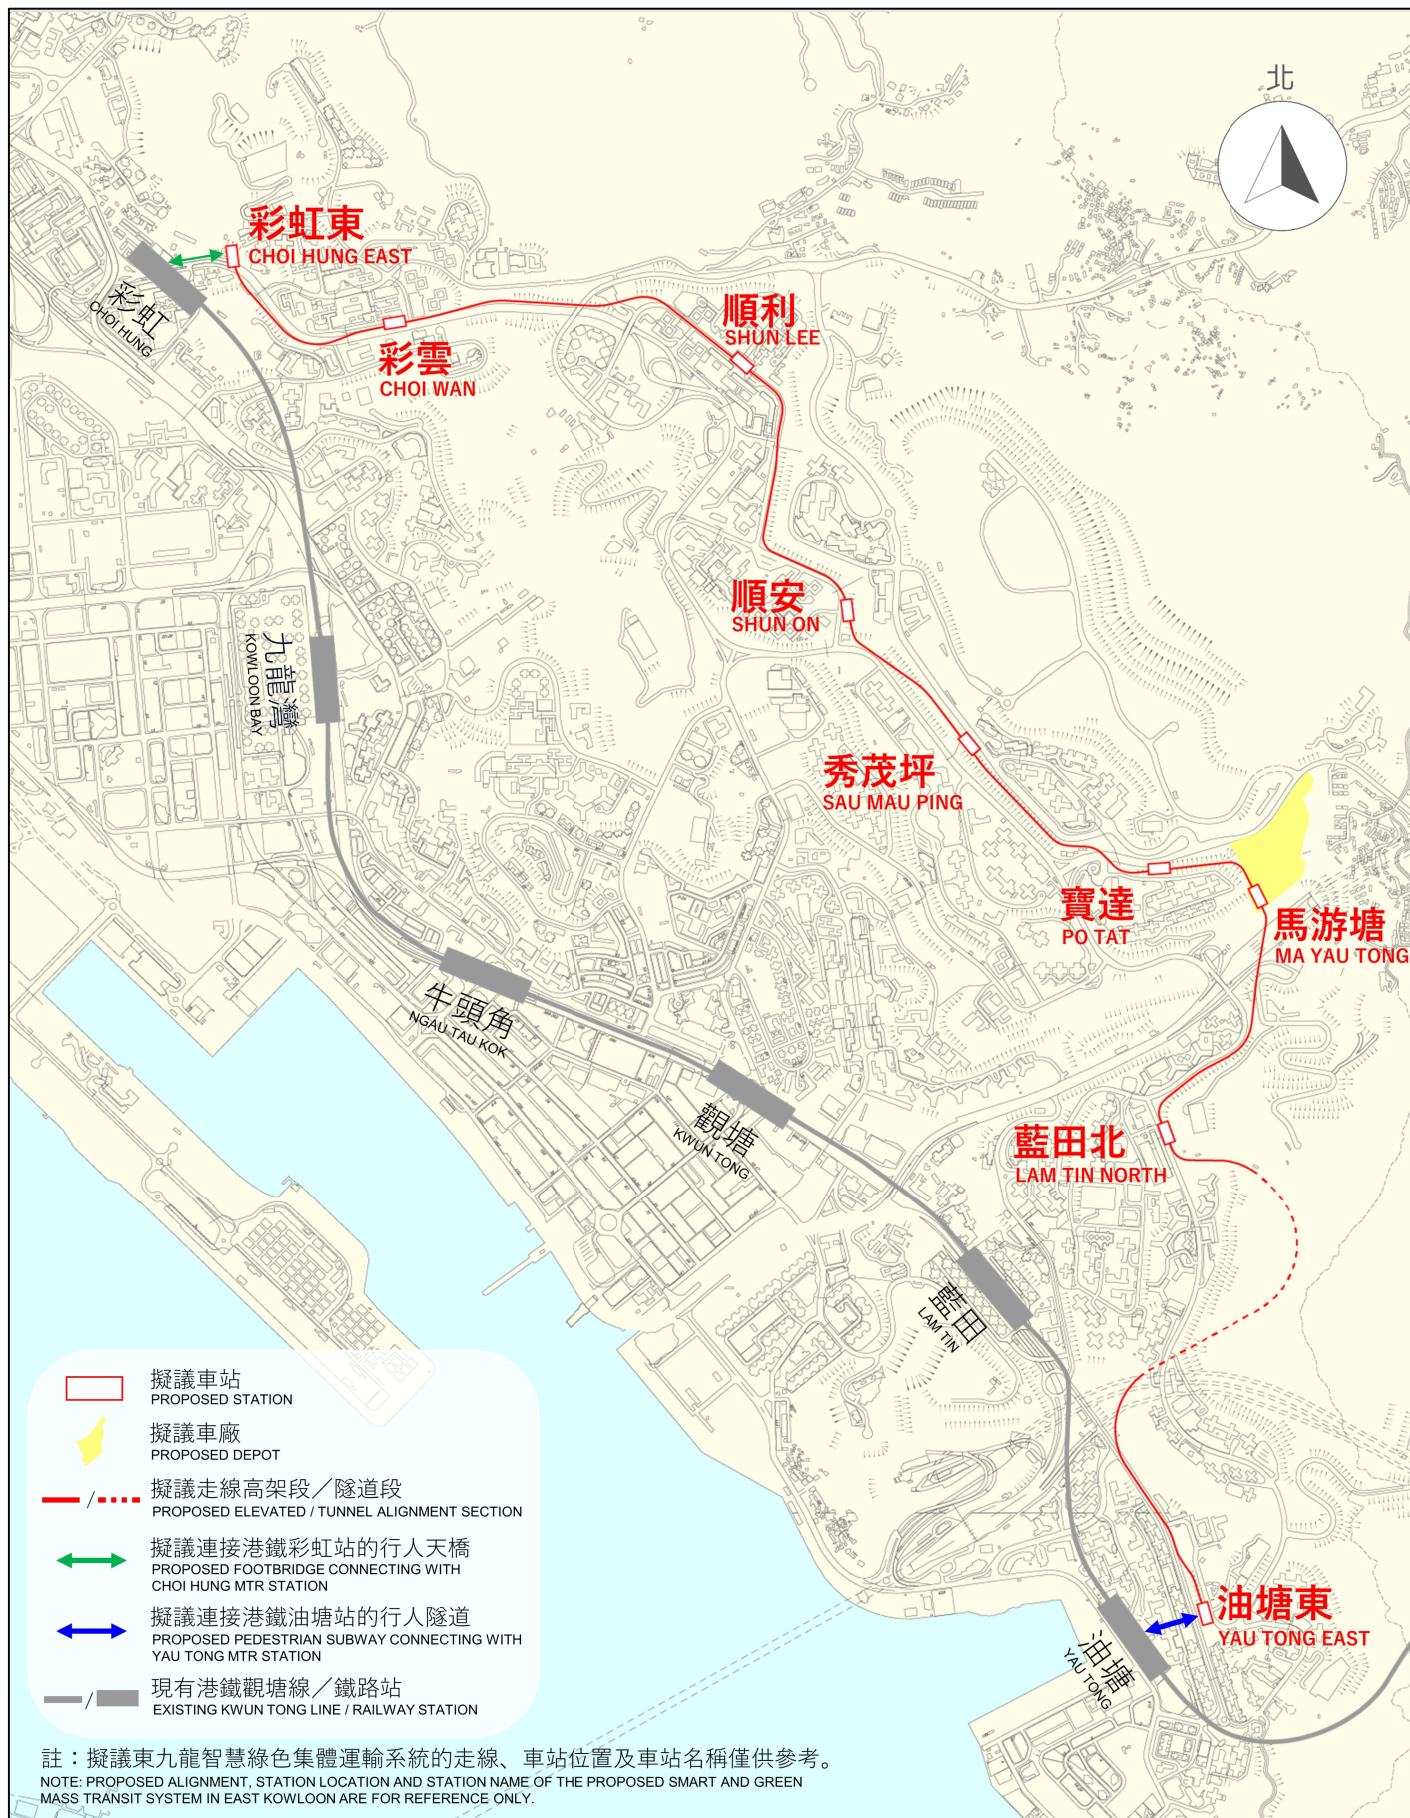 北
彩虹東
CHOI HUNG EAST
彩虹
CHOI HUNG
彩雲
CHOI WAN
順利
SHUN LEE
順安
SHUN ON
九龍灣
KOWLOON BAY
秀茂坪
SAU MAU PING
寶達
PO TAT
馬游塘
MA YAU TONG
牛頭角
NGAU TAU KOK
觀塘
KWUN TONG
藍田北
LAM TIN NORTH
藍田
LAM TIN
油塘東
YAU TONG EAST
油塘
YAU TONG
擬議車站
PROPOSED STATION
擬議車廠
PROPOSED DEPOT
/
擬議走線高架段／隧道段
PROPOSED ELEVATED / TUNNEL ALIGNMENT SECTION
擬議連接港鐵彩虹站的行人天橋
PROPOSED FOOTBRIDGE CONNECTING WITH
CHOI HUNG MTR STATION
擬議連接港鐵油塘站的行人隧道
PROPOSED PEDESTRIAN SUBWAY CONNECTING WITH
YAU TONG MTR STATION
/
現有港鐵觀塘線／鐵路站
EXISTING KWUN TONG LINE / RAILWAY STATION
註：擬議東九龍智慧綠色集體運輸系統的走線、車站位置及車站名稱僅供參考。
NOTE: PROPOSED ALIGNMENT, STATION LOCATION AND STATION NAME OF THE PROPOSED SMART AND GREEN
MASS TRANSIT SYSTEM IN EAST KOWLOON ARE FOR REFERENCE ONLY.